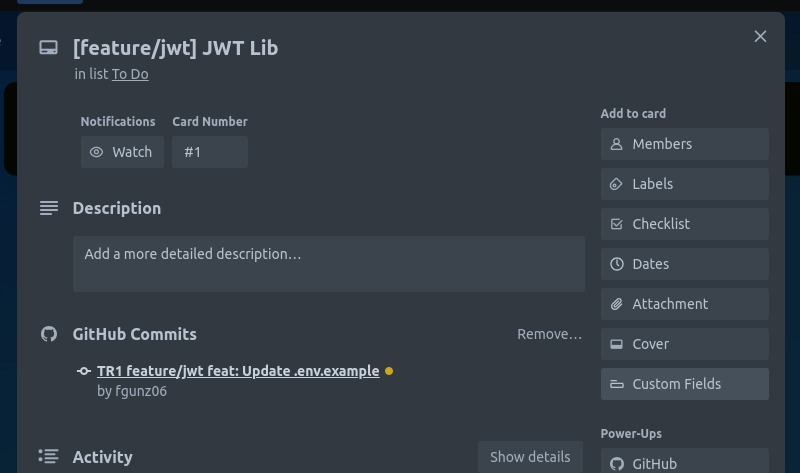 [feature/jwt] JWT Lib
in list To Do
Notifications
Card Number
Watch
#1
Description
Add a more detailed description...
GitHub Commits
Remove...
TR1 feature/jwt feat: Update .env.example
by fgunz06
Activity
Show details
Add to card
Members
Labels
Checklist
Dates
Attachment
Cover
Custom Fields
Power-Ups
GitHub